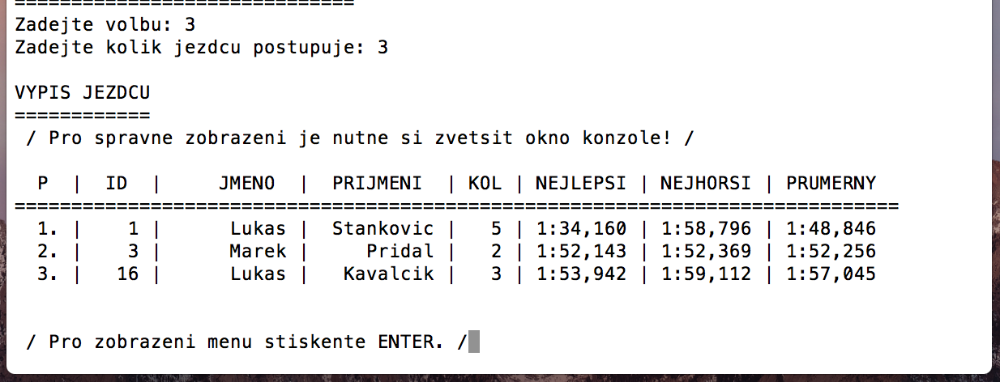 ================================
Zadejte volbu: 3
Zadejte kolik jezdcu postupuje: 3
VYPIS JEZDCU
============
/ Pro spravne zobrazeni je nutne si zvetsit okno konzole! /
P | ID | JMENO | PRIJMENI | KOL | NEJLEPSI | NEJHORSI | PRUMERNY
==============================================================================
1. | 1 | Lukas | Stankovic | 5 | 1:34,160 | 1:58,796 | 1:48,846
2. | 3 | Marek | Pridal | 2 | 1:52,143 | 1:52,369 | 1:52,256
3. | 16 | Lukas | Kavalcik | 3 | 1:53,942 | 1:59,112 | 1:57,045
/ Pro zobrazeni menu stiskente ENTER. /